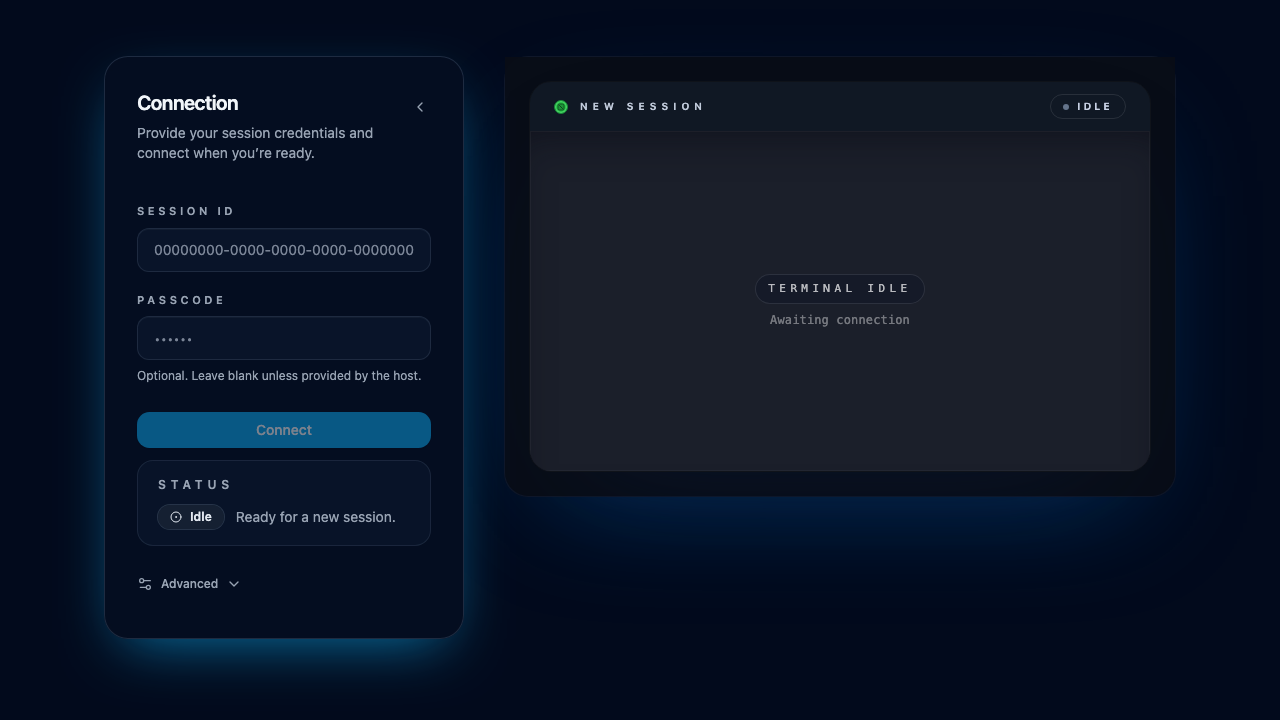 Connection
Provide your session credentials and
connect when you’re ready.
SESSION ID
00000000-0000-0000-0000-0000000
PASSCODE
••••••
Optional. Leave blank unless provided by the host.
Connect
STATUS
Idle Ready for a new session.
Advanced
NEW SESSION
IDLE
TERMINAL IDLE
Awaiting connection